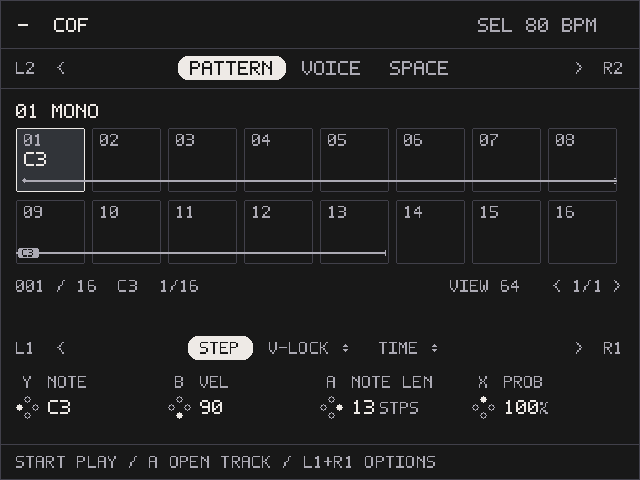 – COF SEL 80 BPM
L2 < PATTERN VOICE SPACE > R2
01 MONO
01 02 03 04 05 06 07 08
C3
09 10 11 12 13 14 15 16
C3
001 / 16 C3 1/16 VIEW 64 < 1/1 >
L1 < STEP V-LOCK TIME > R1
Y NOTE B VEL A NOTE LEN X PROB
C3 90 13 STPS 100%
START PLAY / A OPEN TRACK / L1+R1 OPTIONS